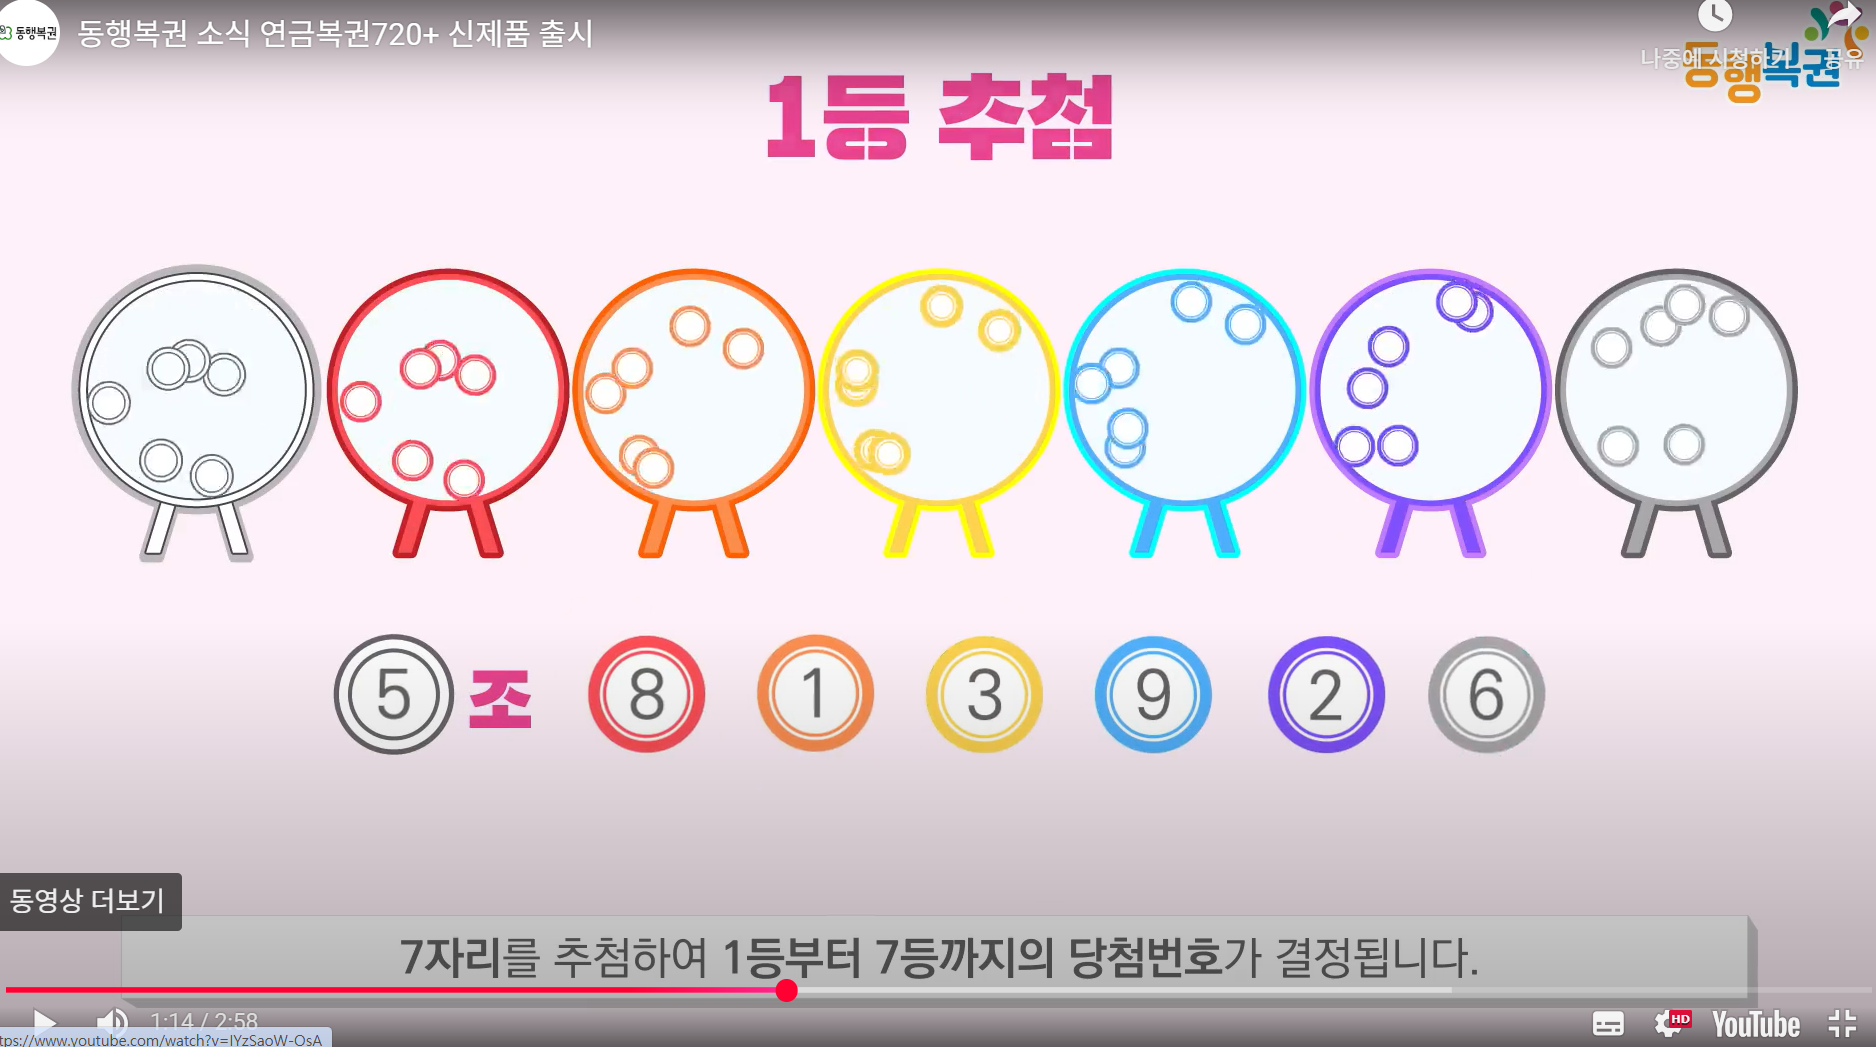 동행복권
동행복권 소식 연금복권720+ 신제품 출시
나중에 시청하기
공유
동행복권
1등 추첨
5 조 8 1 3 9 2 6
동영상 더보기
7자리를 추첨하여 1등부터 7등까지의 당첨번호가 결정됩니다.
1:14 / 2:58
HD
YouTube
tps://www.youtube.com/watch?v=IYzSaoW-OsA